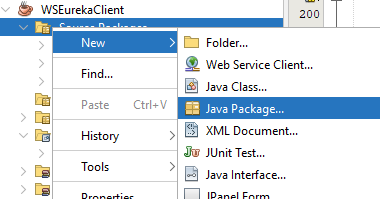 WSEurekaClient
200
Source Packages
New
Folder...
Web Service Client...
Find...
Java Class...
Paste Ctrl+V
Java Package...
XML Document...
History
JUnit Test...
Tools
Java Interface...
Properties
JPanel Form